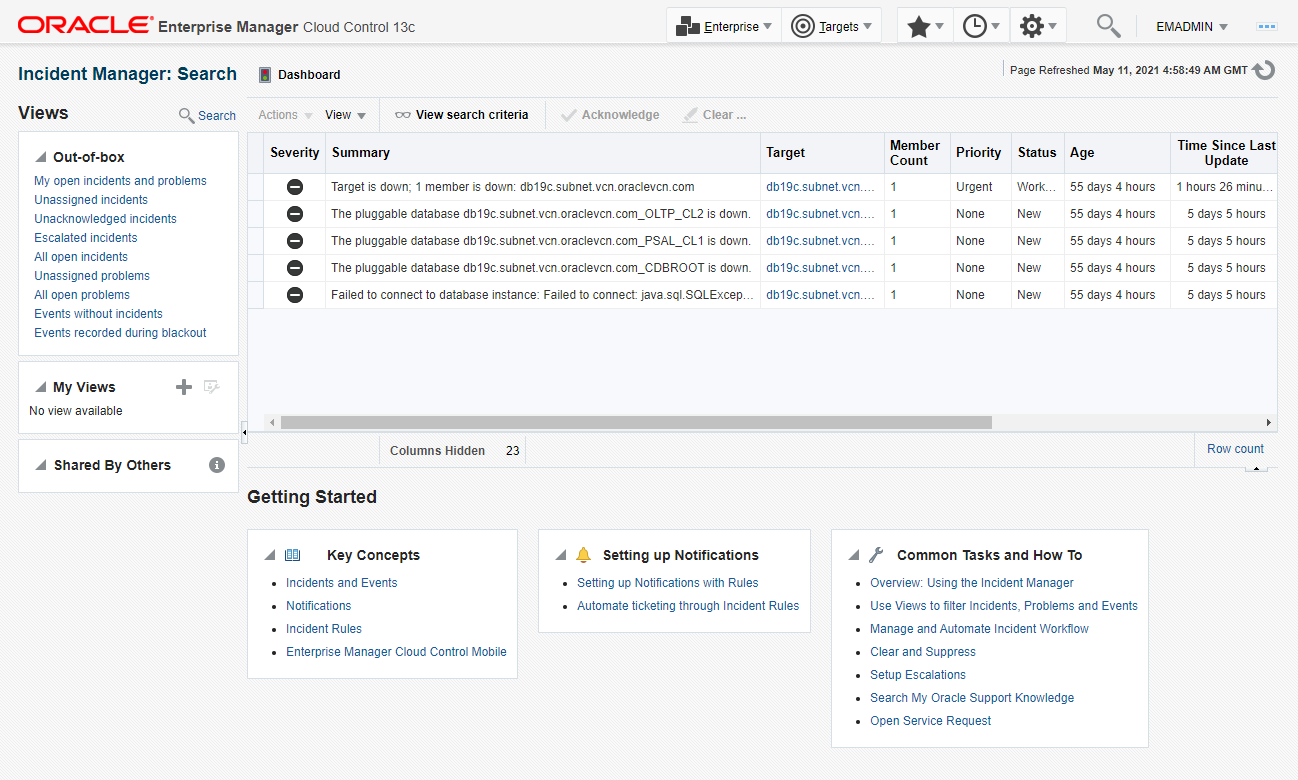 ORACLE Enterprise Manager Cloud Control 13c
Enterprise
Targets
EMADMIN
Incident Manager: Search
Dashboard
Page Refreshed May 11, 2021 4:58:49 AM GMT
Views
Search
Out-of-box
My open incidents and problems
Unassigned incidents
Unacknowledged incidents
Escalated incidents
All open incidents
Unassigned problems
All open problems
Events without incidents
Events recorded during blackout
My Views
No view available
Shared By Others
Actions View View search criteria Acknowledge Clear ...
Severity Summary Target Member Count Priority Status Age Time Since Last Update
Target is down; 1 member is down: db19c.subnet.vcn.oraclevcn.com db19c.subnet.vcn.... 1 Urgent Work... 55 days 4 hours 1 hours 26 minu...
The pluggable database db19c.subnet.vcn.oraclevcn.com_OLTP_CL2 is down. db19c.subnet.vcn.... 1 None New 55 days 4 hours 5 days 5 hours
The pluggable database db19c.subnet.vcn.oraclevcn.com_PSAL_CL1 is down. db19c.subnet.vcn.... 1 None New 55 days 4 hours 5 days 5 hours
The pluggable database db19c.subnet.vcn.oraclevcn.com_CDBROOT is down. db19c.subnet.vcn.... 1 None New 55 days 4 hours 5 days 5 hours
Failed to connect to database instance: Failed to connect: java.sql.SQLExcep... db19c.subnet.vcn.... 1 None New 55 days 4 hours 5 days 5 hours
Columns Hidden 23
Row count
Getting Started
Key Concepts
Incidents and Events
Notifications
Incident Rules
Enterprise Manager Cloud Control Mobile
Setting up Notifications
Setting up Notifications with Rules
Automate ticketing through Incident Rules
Common Tasks and How To
Overview: Using the Incident Manager
Use Views to filter Incidents, Problems and Events
Manage and Automate Incident Workflow
Clear and Suppress
Setup Escalations
Search My Oracle Support Knowledge
Open Service Request